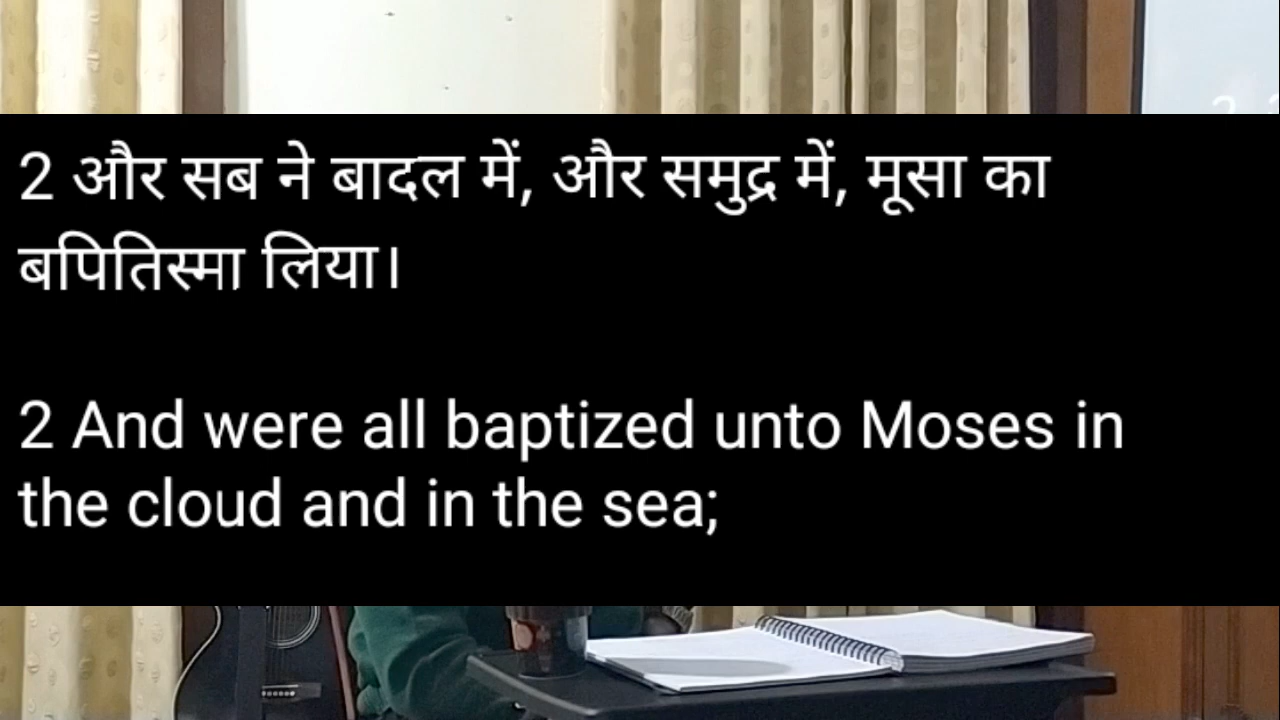 2 और सब ने बादल में, और समुद्र में, मूसा का
बपितिस्मा लिया।
2 And were all baptized unto Moses in
the cloud and in the sea;